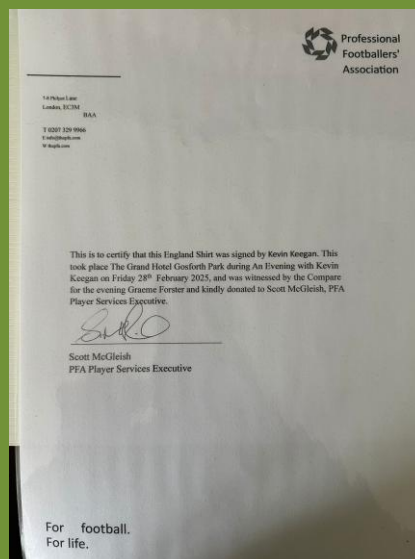 Professional
Footballers'
Association
London, EC3M
8AA
T 0207 329 9966
This is to certify that this England Shirt was signed by Kevin Keegan. This
took place The Grand Hotel Gosforth Park during An Evening with Kevin
Keegan on Friday 28th February 2025, and was witnessed by the Compare
for the evening Graeme Forster and kindly donated to Scott McGleish, PFA
Player Services Executive.
Scott McGleish
PFA Player Services Executive
For football.
For life.